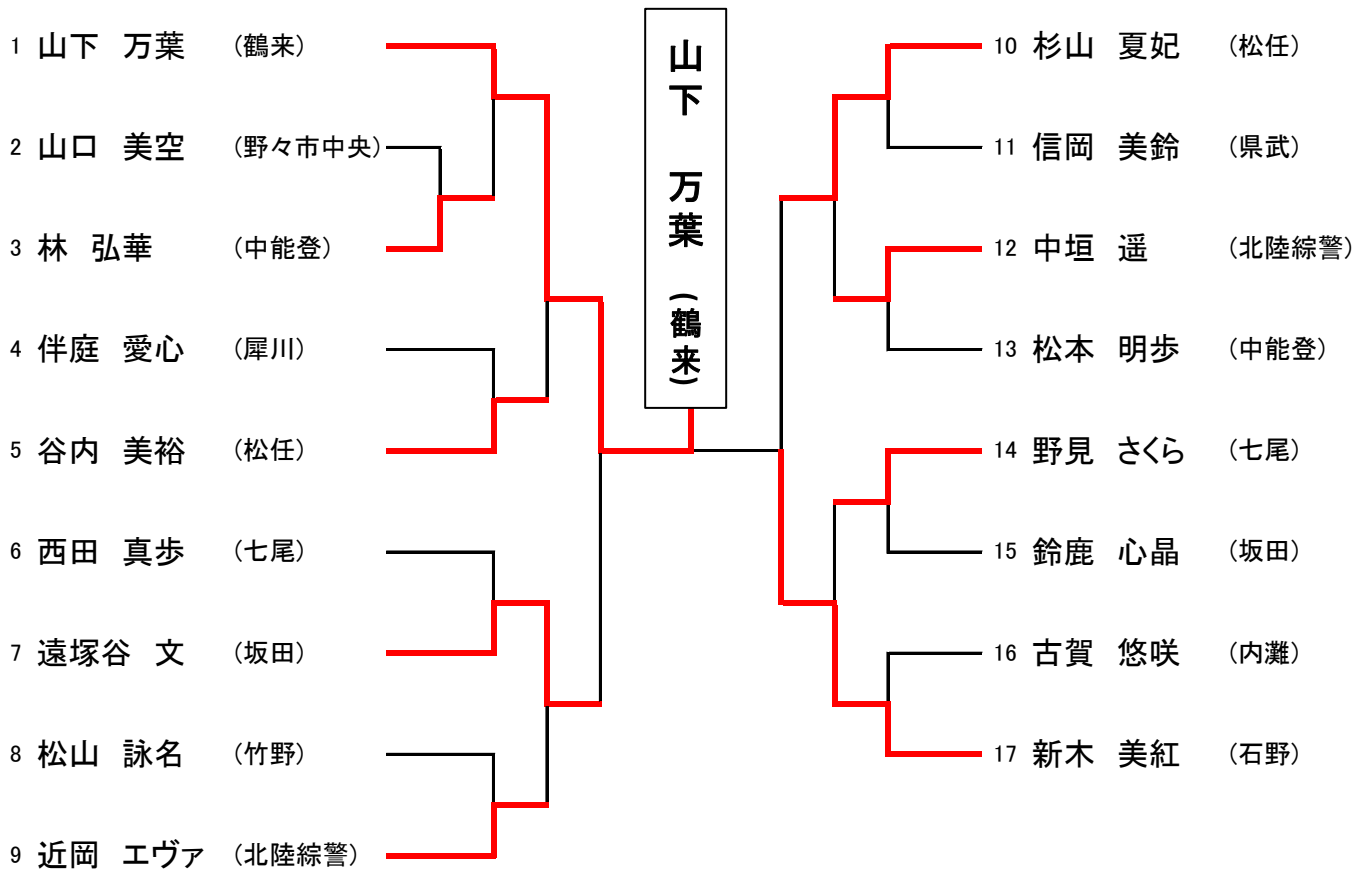 1 山下 万葉 (鶴来)
2 山口 美空 (野々市中央)
3 林 弘華 (中能登)
4 伴庭 愛心 (犀川)
5 谷内 美裕 (松任)
6 西田 真歩 (七尾)
7 遠塚谷 文 (坂田)
8 松山 詠名 (竹野)
9 近岡 エヴァ (北陸綜警)
山下 万葉 (鶴来)
10 杉山 夏妃 (松任)
11 信岡 美鈴 (県武)
12 中垣 遥 (北陸綜警)
13 松本 明歩 (中能登)
14 野見 さくら (七尾)
15 鈴鹿 心晶 (坂田)
16 古賀 悠咲 (内灘)
17 新木 美紅 (石野)